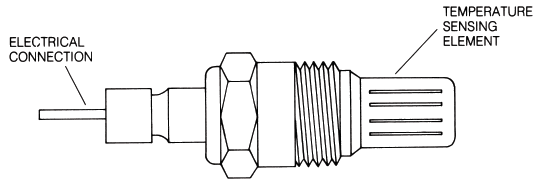 TEMPERATURE
SENSING
ELEMENT
ELECTRICAL
CONNECTION